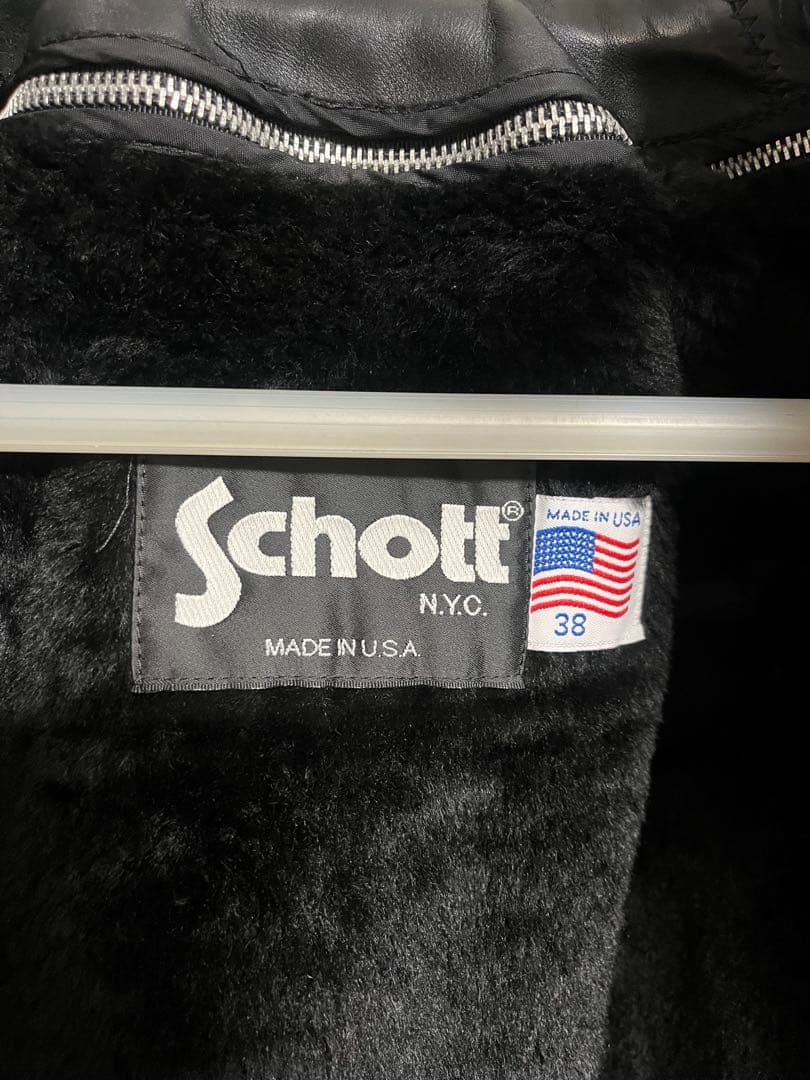 Schott®
N.Y.C.
MADE IN U.S.A.
MADE IN USA
38